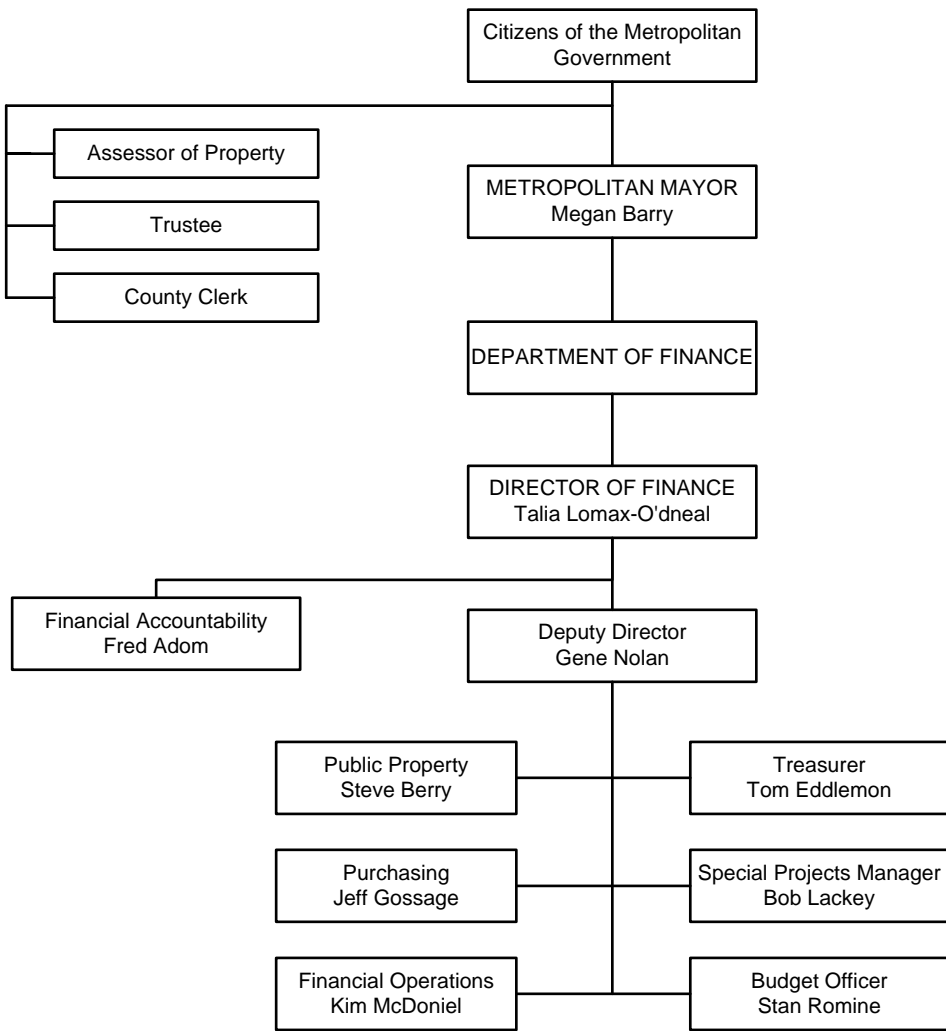 Citizens of the Metropolitan
Government
Assessor of Property
Trustee
County Clerk
METROPOLITAN MAYOR
Megan Barry
DEPARTMENT OF FINANCE
DIRECTOR OF FINANCE
Talia Lomax-O'dneal
Financial Accountability
Fred Adom
Deputy Director
Gene Nolan
Public Property
Steve Berry
Treasurer
Tom Eddlemon
Purchasing
Jeff Gossage
Special Projects Manager
Bob Lackey
Financial Operations
Kim McDoniel
Budget Officer
Stan Romine